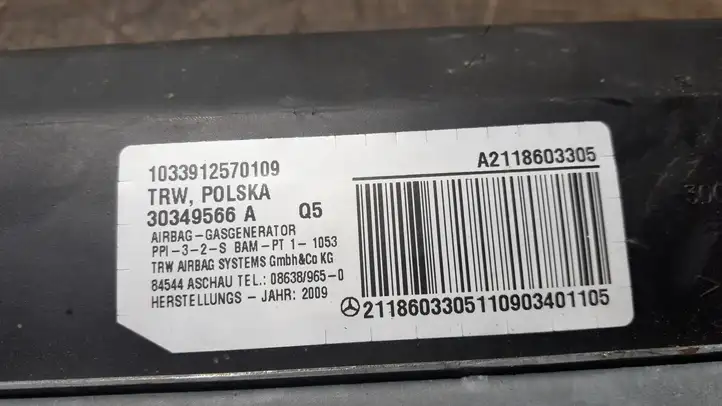 1033912570109
TRW, POLSKA
30349566 A Q5
AIRBAG-GASGENERATOR
PPI-3-2-S BAM-PT 1- 1053
TRW AIRBAG SYSTEMS GmbH&Co KG
84544 ASCHAU TEL.: 08638/965-0
HERSTELLUNGS - JAHR: 2009
A2118603305
2118603305110903401105